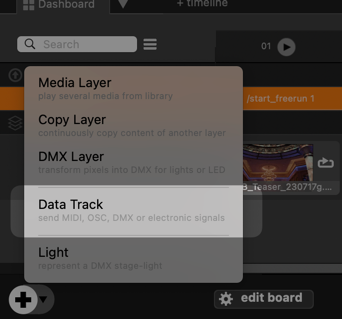 Dashboard
+ timeline
Search
01
Media Layer
play several media from library
/start_freerun 1
Copy Layer
continuously copy content of another layer
DMX Layer
transform pixels into DMX for lights or LED
Data Track
send MIDI, OSC, DMX or electronic signals
Light
represent a DMX stage-light
edit board